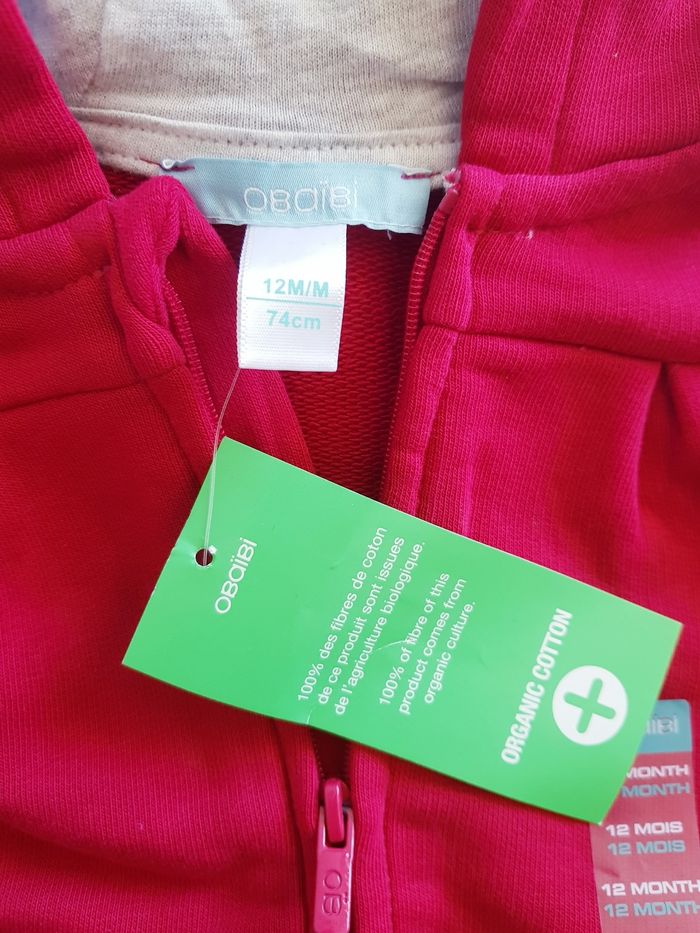 OBaïBi
12M/M
74cm
OBaïBi
100% des fibres de coton
de ce produit sont issues
de l'agriculture biologique.
100% of fibre of this
product comes from
organic culture.
ORGANIC COTTON
MONTH
MONTH
12 MOIS
12 MOIS
12 MONTH
12 MONTH